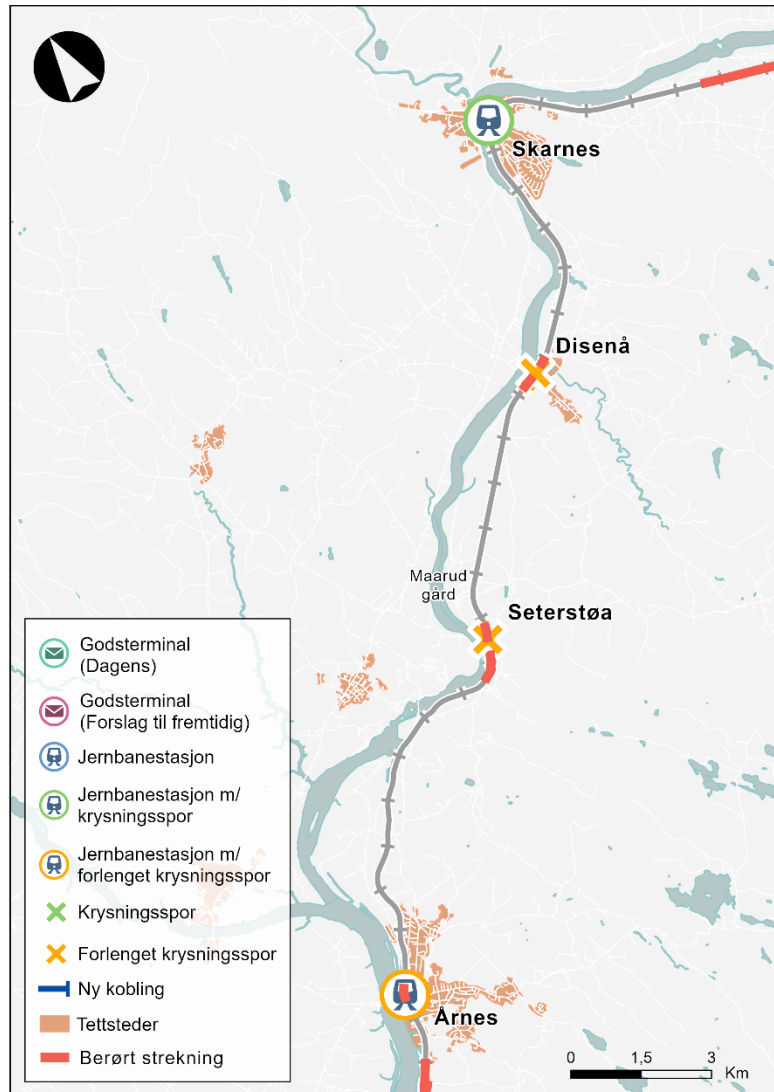 Skarnes
Disenå
Maarud
gård
Seterstøa
Godsterminal
(Dagens)
Godsterminal
(Forslag til fremtidig)
Jernbanestasjon
Jernbanestasjon m/
krysningsspor
Jernbanestasjon m/
forlenget krysningsspor
Krysningsspor
Forlenget krysningsspor
Ny kobling
Tettsteder
Berørt strekning
Årnes
0 1,5 3
Km